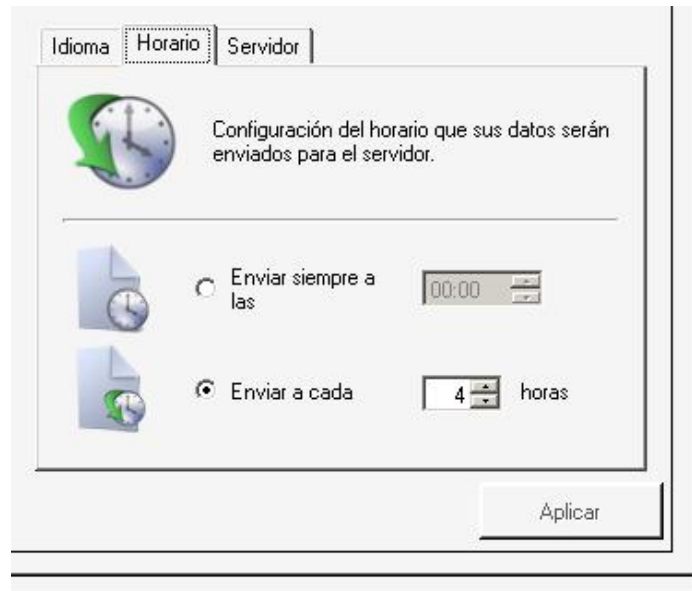 Idioma
Horario
Servidor
Configuración del horario que sus datos serán
enviados para el servidor.
Enviar siempre a
las
00:00
Enviar a cada
4
horas
Aplicar